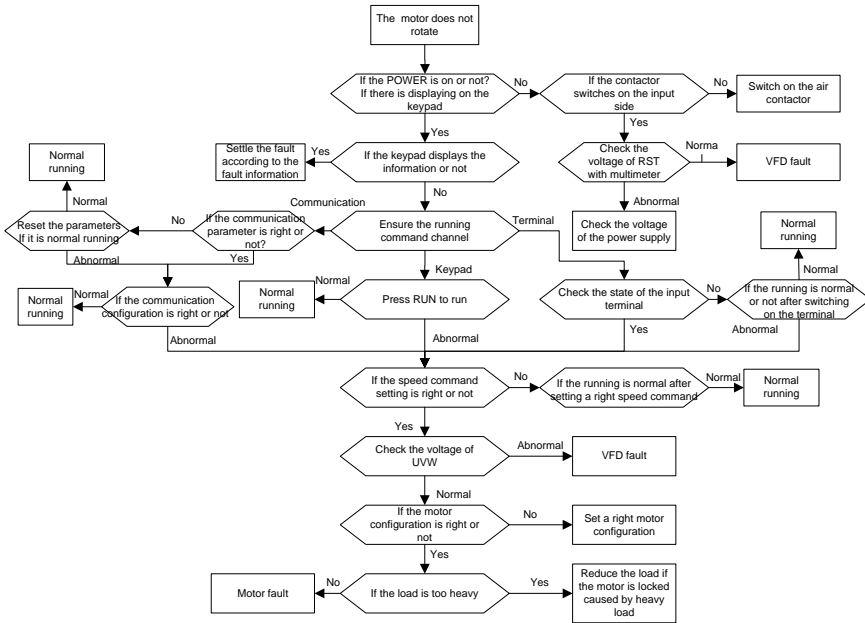 The motor does not
rotate
If the POWER is on or not?
If there is displaying on the
keypad
No
If the contactor
switches on the input
side
No
Switch on the air
contactor
Yes
Yes
Settle the fault
according to the
fault information
Yes
If the keypad displays the
information or not
Check the
voltage of RST
with multimeter
Norma
VFD fault
Normal
running
No
Abnormal
Normal
Communication
Reset the parameters
If it is normal running
No
If the communication
parameter is right or
not?
Ensure the running
command channel
Terminal
Check the voltage
of the power supply
Normal
running
Abnormal
Yes
Keypad
Normal
Normal
running
Normal
If the communication
configuration is right or not
Normal
running
Normal
Press RUN to run
Check the state of the input
terminal
No
If the running is normal
or not after switching
on the terminal
Abnormal
Abnormal
Yes
Abnormal
If the speed command
setting is right or not
No
If the running is normal after
setting a right speed command
Normal
Normal
running
Yes
Check the voltage of
UVW
Abnormal
VFD fault
Normal
If the motor
configuration is right or
not
No
Set a right motor
configuration
Yes
Motor fault
No
If the load is too heavy
Yes
Reduce the load if
the motor is locked
caused by heavy
load